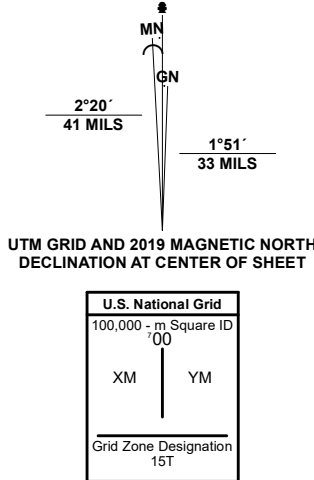 MN
GN
2°20´
41 MILS
1°51´
33 MILS
UTM GRID AND 2019 MAGNETIC NORTH
DECLINATION AT CENTER OF SHEET
U.S. National Grid
100,000 - m Square ID
⁷00
XM YM
Grid Zone Designation
15T